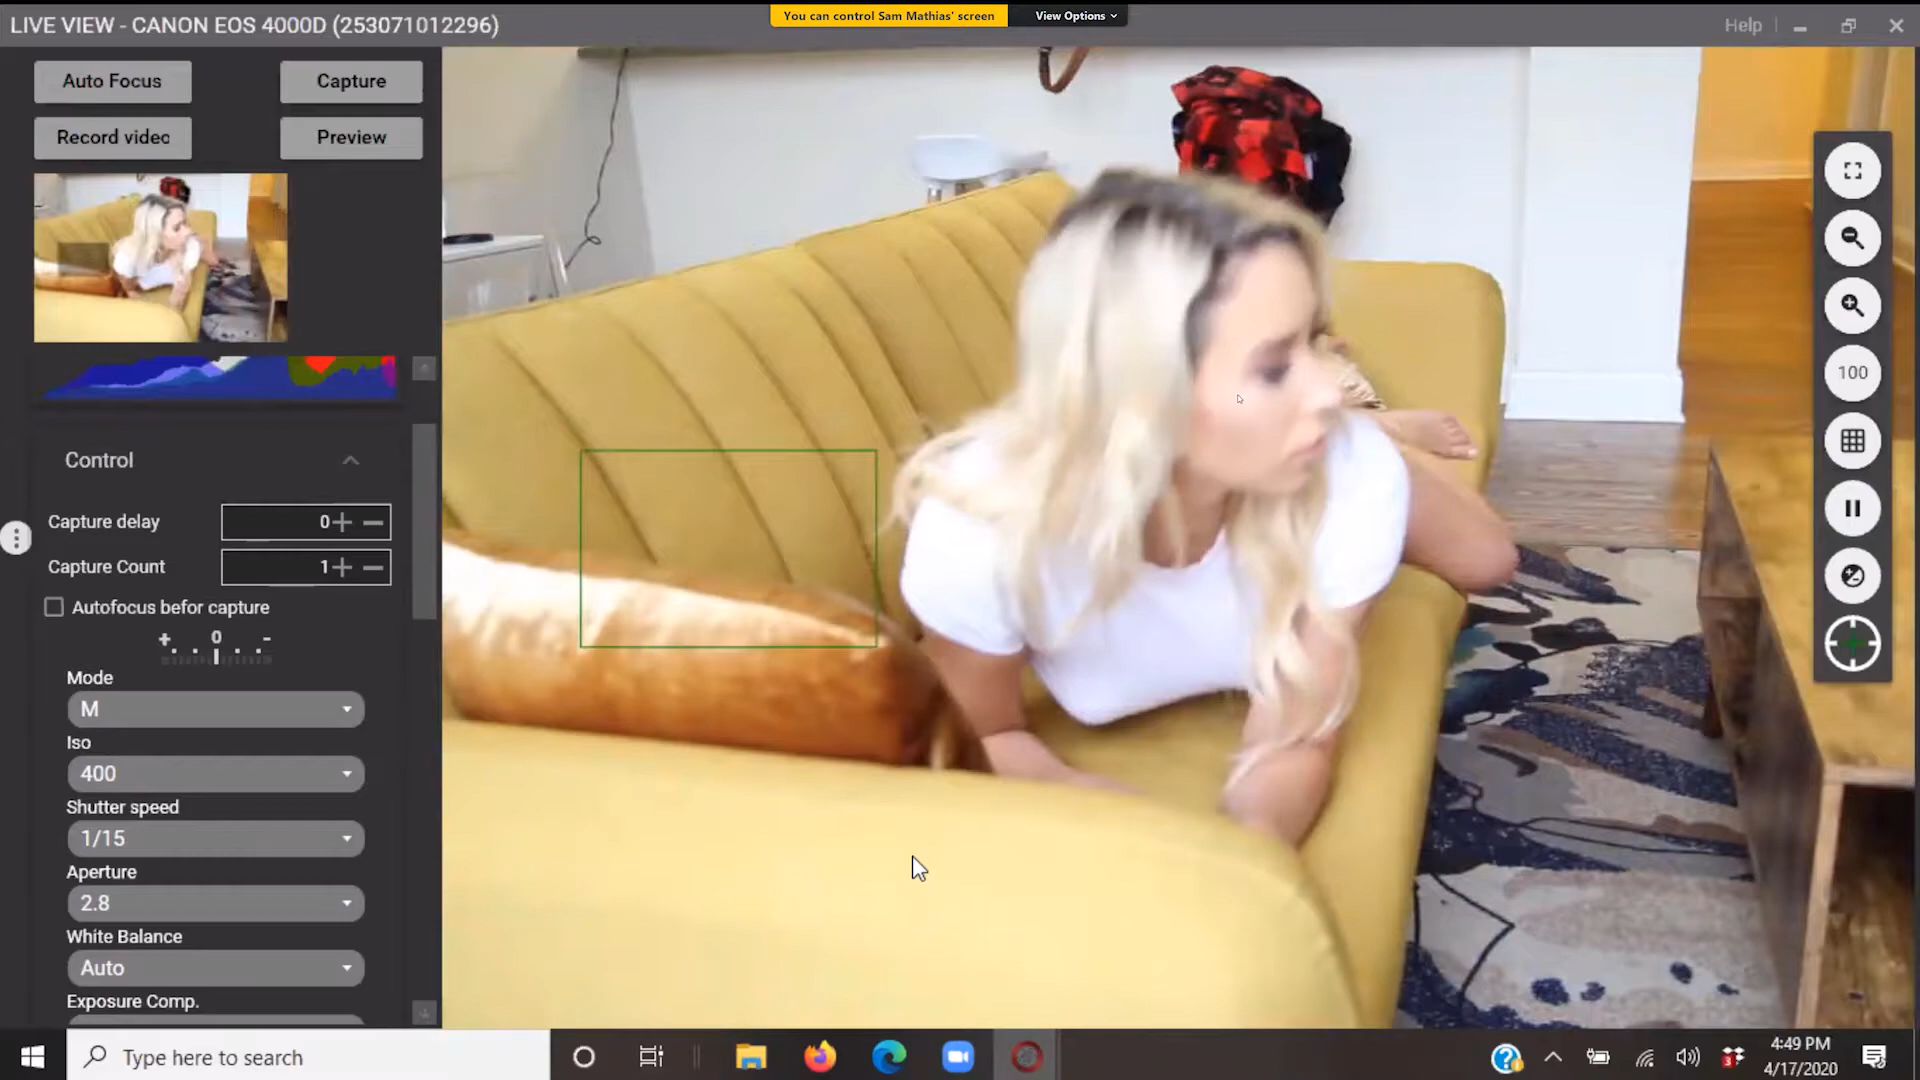 You can control Sam Mathias' screen
View Options
LIVE VIEW - CANON EOS 4000D (253071012296)
Help
Auto Focus
Capture
Record video
Preview
100
Control
Capture delay
0
Capture Count
1
Autofocus befor capture
+ 0 -
Mode
M
Iso
400
Shutter speed
1/15
Aperture
2.8
White Balance
Auto
Exposure Comp.
Type here to search
4:49 PM
4/17/2020